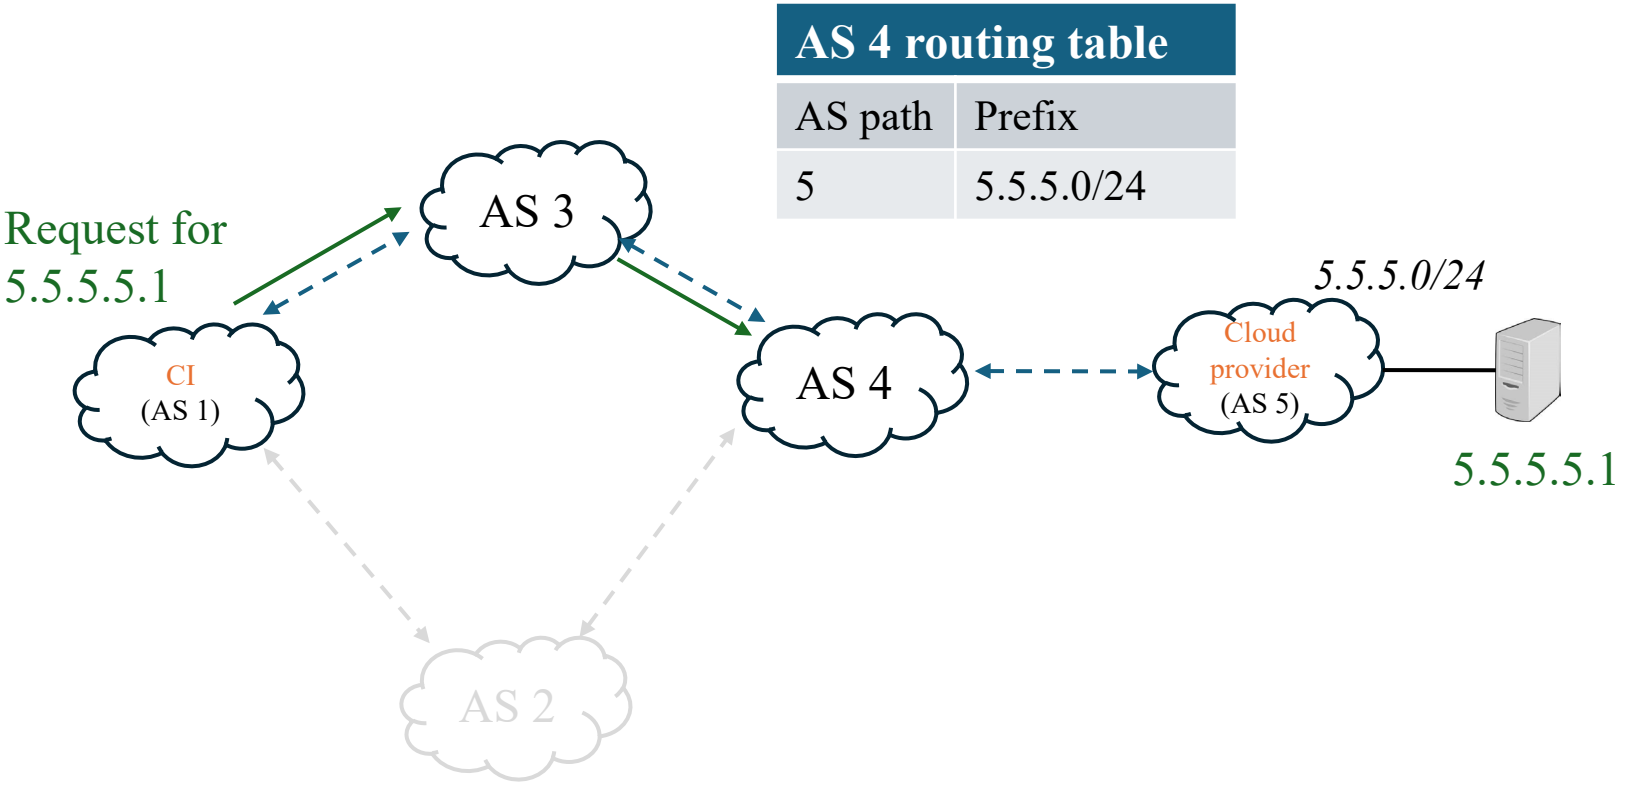 AS 4 routing table
AS path Prefix
5 5.5.5.0/24
AS 3
Request for
5.5.5.5.1
5.5.5.0/24
Cloud
provider
(AS 5)
CI
(AS 1)
AS 4
5.5.5.5.1
AS 2